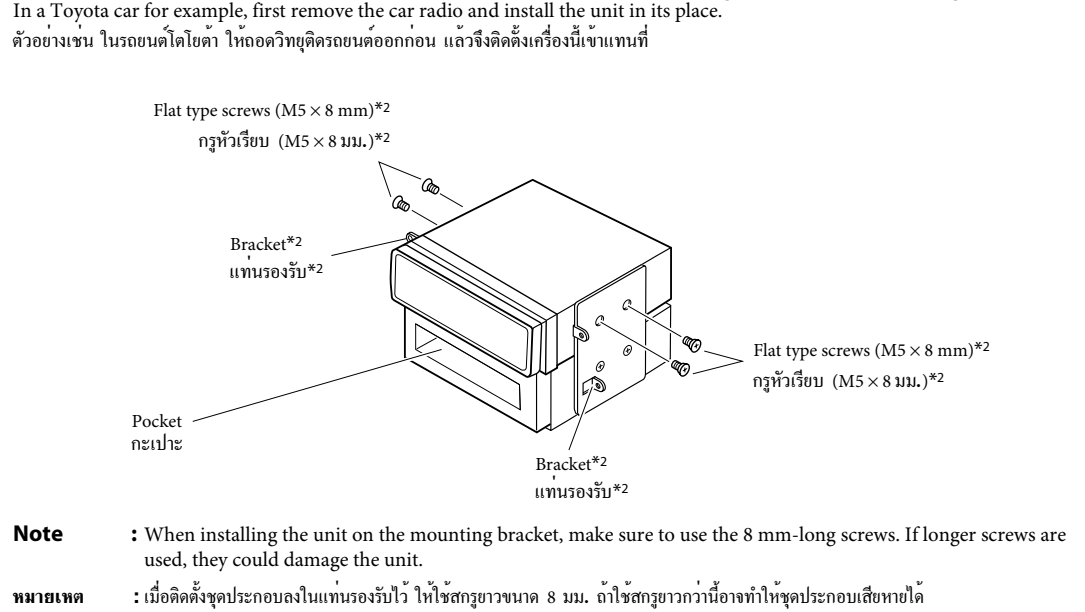 In a Toyota car for example, first remove the car radio and install the unit in its place.
ตัวอย่างเช่น ในรถยนต์โตโยต้า ให้ถอดวิทยุติดรถยนต์ออกก่อน แล้วจึงติดตั้งเครื่องนี้เข้าแทนที่
Flat type screws (M5 × 8 mm)*2
กรูหัวเรียบ (M5 × 8 มม.)*2
Bracket*2
แท่นรองรับ*2
Flat type screws (M5 × 8 mm)*2
กรูหัวเรียบ (M5 × 8 มม.)*2
Pocket
กะเปาะ
Bracket*2
แท่นรองรับ*2
Note : When installing the unit on the mounting bracket, make sure to use the 8 mm-long screws. If longer screws are
used, they could damage the unit.
หมายเหต : เมื่อติดตั้งชุดประกอบลงในแท่นรองรับไว้ ให้ใช้สกรูยาวขนาด 8 มม. ถ้าใช้สกรูยาวกว่านี้อาจทำให้ชุดประกอบเสียหายได้